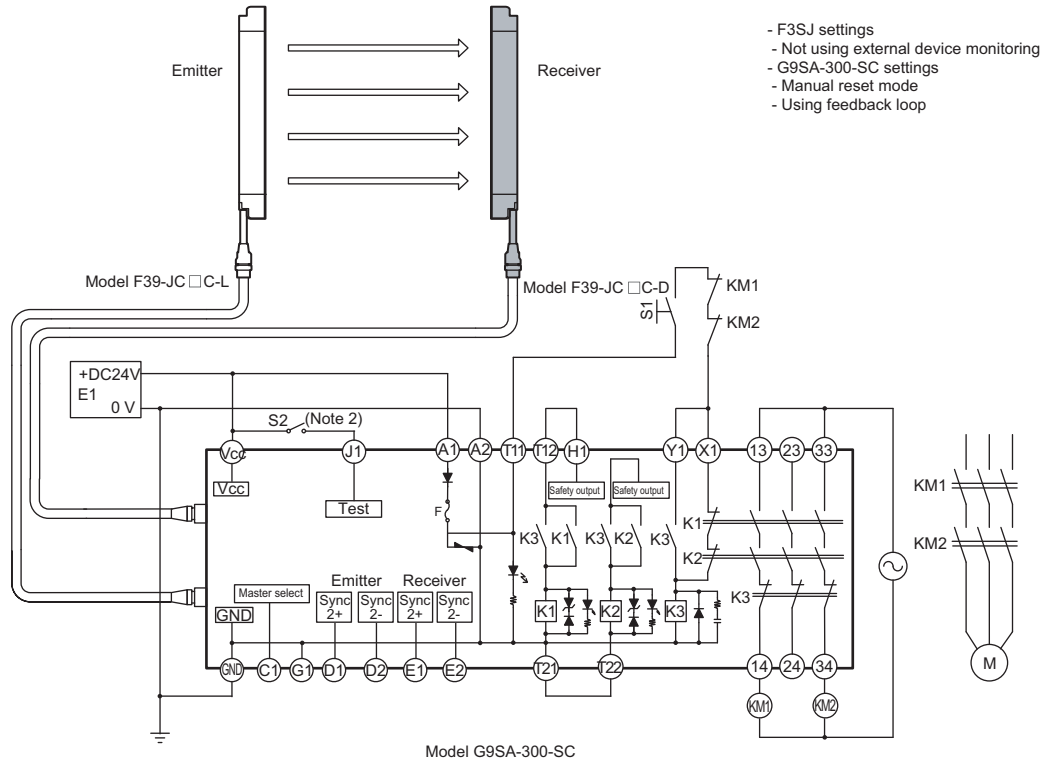 - F3SJ settings
- Not using external device monitoring
- G9SA-300-SC settings
- Manual reset mode
- Using feedback loop
Emitter
Receiver
Model F39-JC □C-L
Model F39-JC □C-D
S1
KM1
KM2
+DC24V
E1
0 V
S2 (Note 2)
Vcc J1 A1 A2 T11 T12 H1 Y1 X1 13 23 33
Vcc
Test
F
Safety output
Safety output
K3 K1 K3 K2 K3
K1
K2
K3
KM1
KM2
Emitter Receiver
Master select
Sync 2+
Sync 2-
Sync 2+
Sync 2-
GND
K1 K2 K3
GND C1 G1 D1 D2 E1 E2 T21 T22 14 24 34
M
KM1 KM2
Model G9SA-300-SC